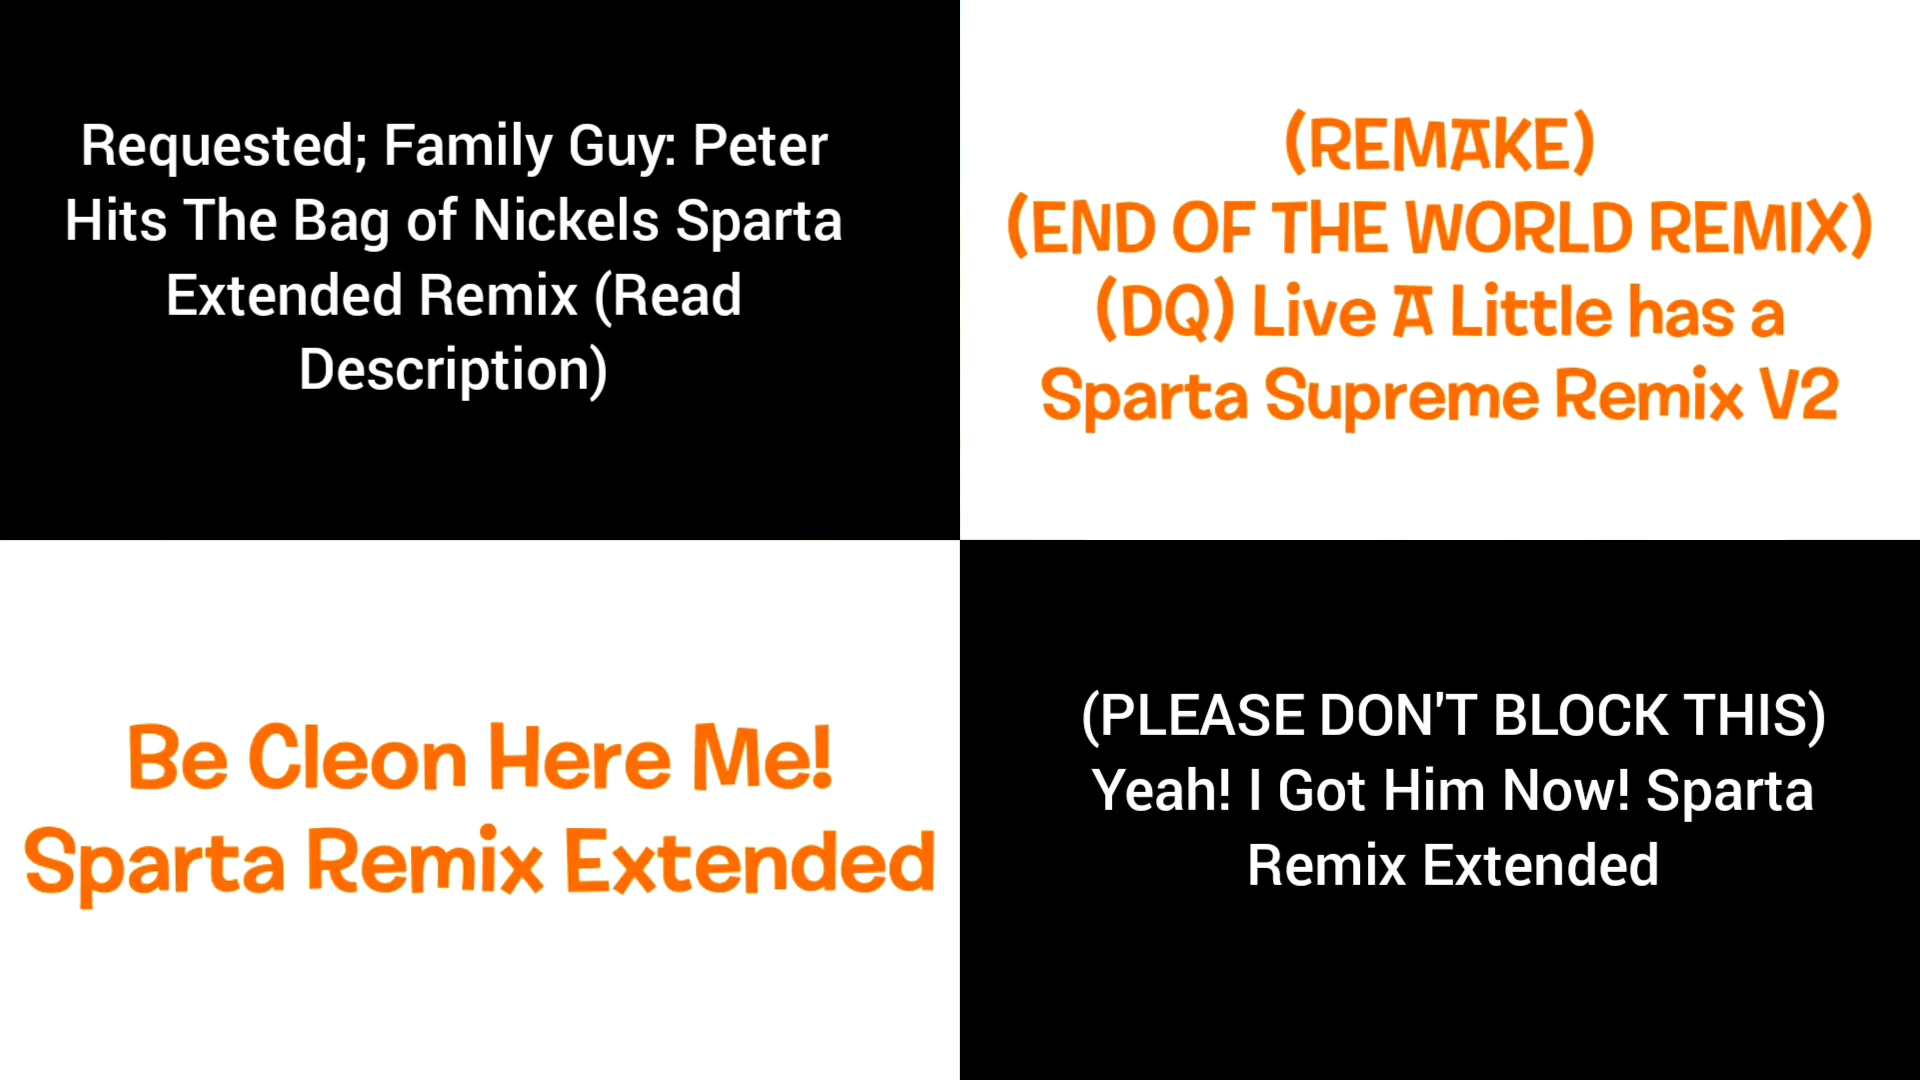 Requested; Family Guy: Peter
Hits The Bag of Nickels Sparta
Extended Remix (Read
Description)
(REMAKE)
(END OF THE WORLD REMIX)
(DQ) Live A Little has a
Sparta Supreme Remix V2
Be Cleon Here Me!
Sparta Remix Extended
(PLEASE DON'T BLOCK THIS)
Yeah! I Got Him Now! Sparta
Remix Extended